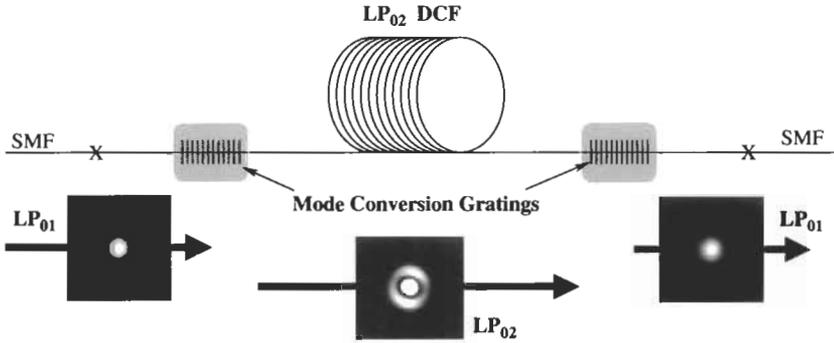 LP02 DCF
SMF
X
X
SMF
Mode Conversion Gratings
LP01
LP01
LP02